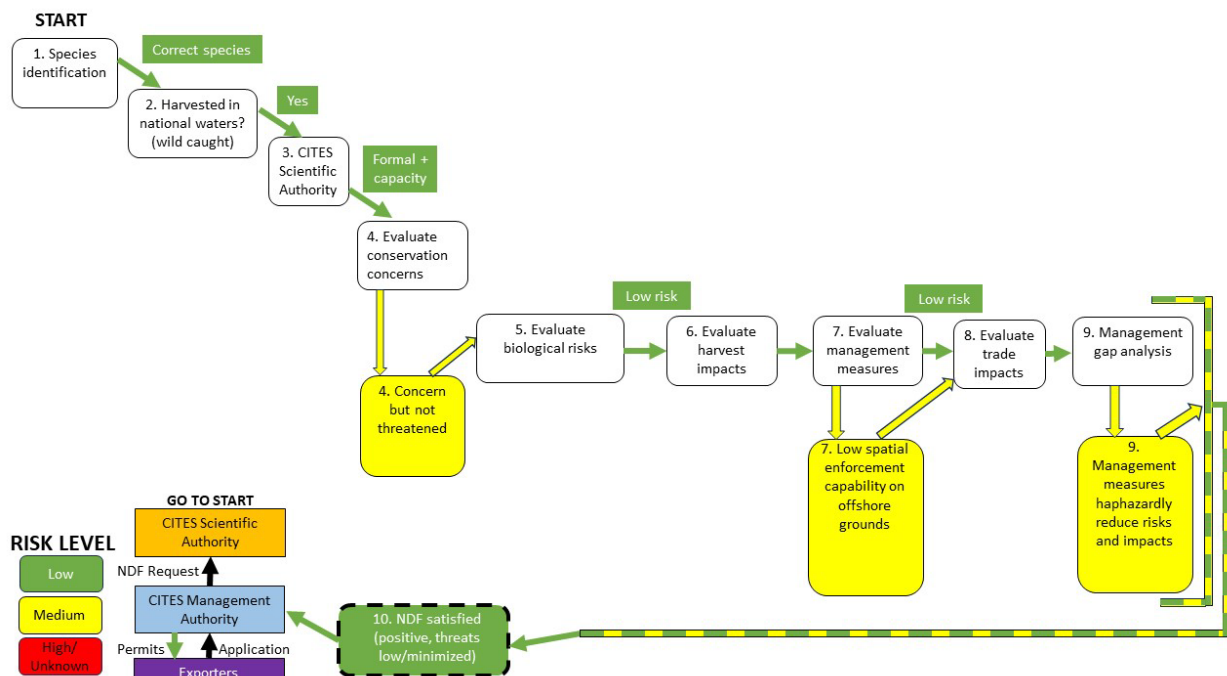 START
1. Species
identification
Correct species
2. Harvested in
national waters?
(wild caught)
Yes
3. CITES
Scientific
Authority
Formal +
capacity
4. Evaluate
conservation
concerns
4. Concern
but not
threatened
5. Evaluate
biological risks
Low risk
6. Evaluate
harvest
impacts
7. Evaluate
management
measures
Low risk
8. Evaluate
trade
impacts
9. Management
gap analysis
7. Low spatial
enforcement
capability on
offshore
grounds
9.
Management
measures
haphazardly
reduce risks
and impacts
10. NDF satisfied
(positive, threats
low/minimized)
GO TO START
CITES Scientific
Authority
NDF Request
CITES Management
Authority
Permits
Application
Exporters
RISK LEVEL
Low
Medium
High/
Unknown